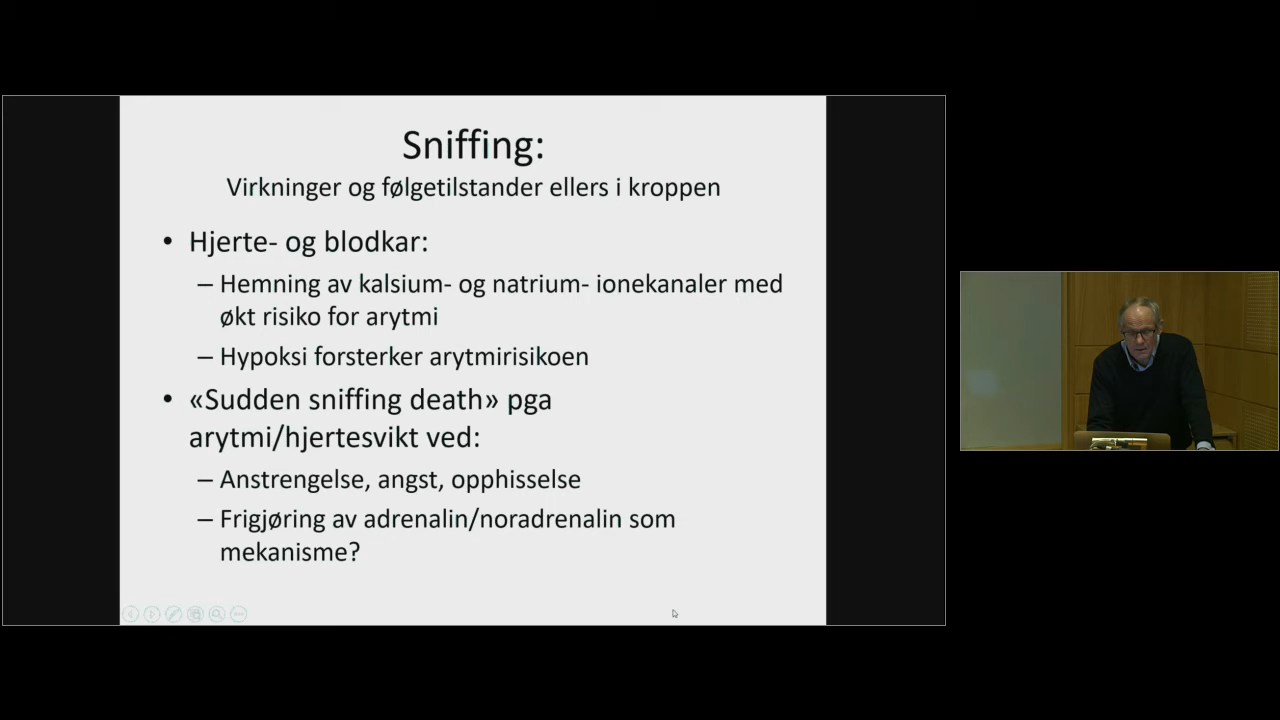 Sniffing:
Virkninger og følgetilstander ellers i kroppen
• Hjerte- og blodkar:
– Hemning av kalsium- og natrium- ionekanaler med
økt risiko for arytmi
– Hypoksi forsterker arytmirisikoen
• «Sudden sniffing death» pga
arytmi/hjertesvikt ved:
– Anstrengelse, angst, opphisselse
– Frigjøring av adrenalin/noradrenalin som
mekanisme?